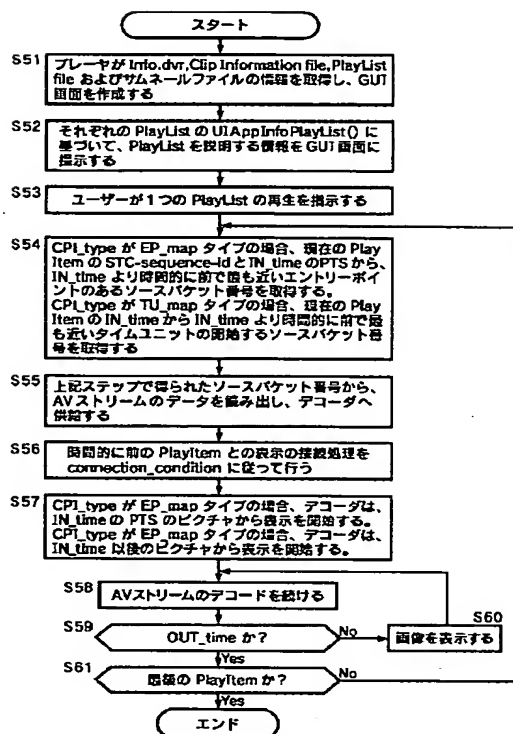 スタート
S51
プレーヤが Info.dvr,Clip Information file,PlayList
file およびサムネールファイルの情報を取得し、GUI
画面を作成する
S52
それぞれの PlayList の UIAppInfoPlayList() に
基づいて、PlayList を説明する情報を GUI 画面に
指示する
S53
ユーザーが1つの PlayList の再生を指示する
S54
CPI_type が EP_map タイプの場合、現在の Play
Item の STC-sequence-id と IN_time のPTS から、
IN_time より時間的に前で最も近いエントリーポイ
ントのあるソースパケット番号を取得する。
CPI_type が TU_map タイプの場合、現在の Play
Item の IN_time から IN_time より時間的に前で最
も近いタイムユニットの開始するソースパケット番
号を取得する
S55
上記ステップで得られたソースパケット番号から、
AVストリームのデータを読み出し、デコーダへ
供給する
S56
時間的に前の PlayItem との表示の接続処理を
connection_condition に従って行う
S57
CPI_type が EP_map タイプの場合、デコーダは、
IN_time の PTS のピクチャから表示を開始する。
CPI_type が EP_map タイプの場合、デコーダは、
IN_time 以後のピクチャから表示を開始する。
S58
AVストリームのデコードを続ける
S59
OUT_time か？
No
S60
画像を表示する
Yes
S61
最後の PlayItem か？
No
Yes
エンド